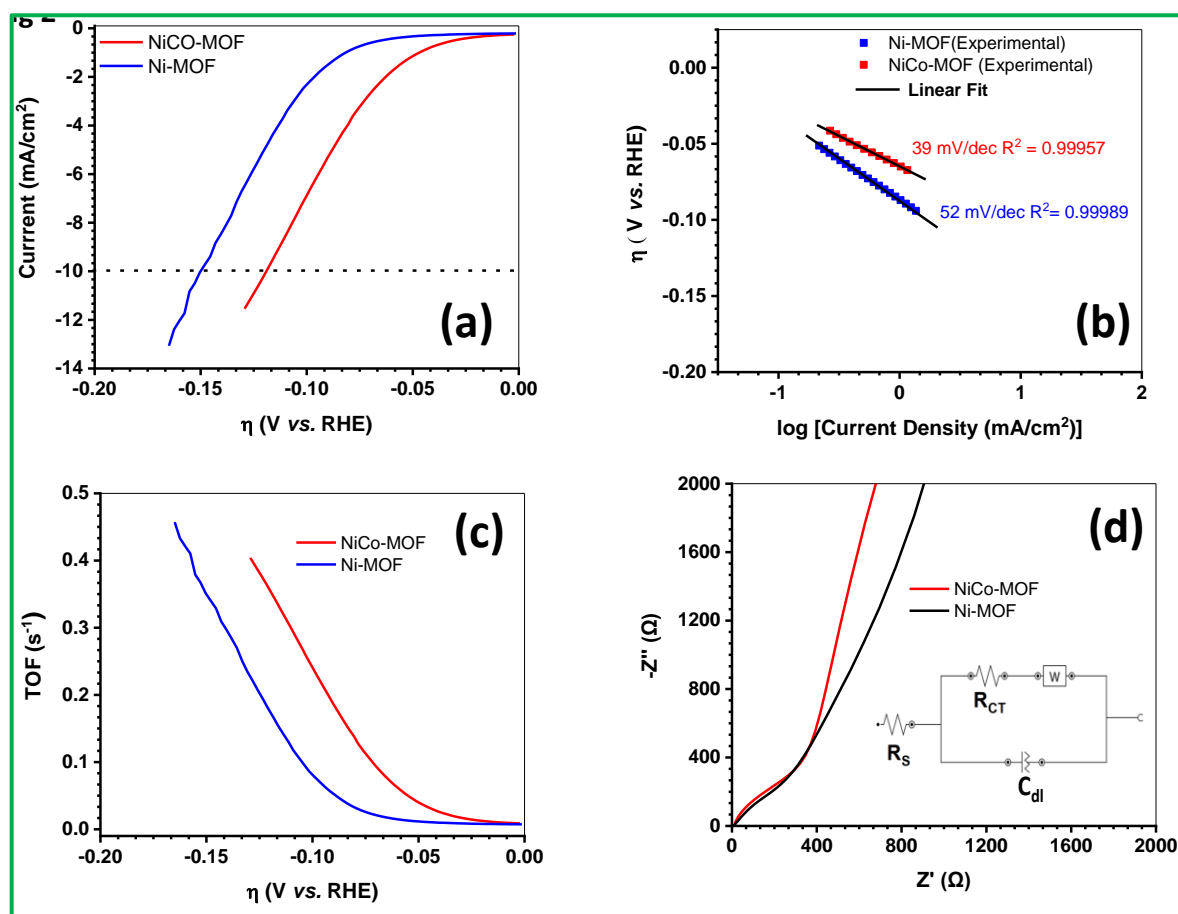 g 2
NiCO-MOF
Ni-MOF
(a)
0
-2
-4
-6
-8
-10
-12
-14
Currrent (mA/cm²)
-0.20
-0.15
-0.10
-0.05
0.00
η (V vs. RHE)
Ni-MOF(Experimental)
NiCo-MOF (Experimental)
Linear Fit
39 mV/dec R² = 0.99957
52 mV/dec R²= 0.99989
(b)
0.00
-0.05
-0.10
-0.15
-0.20
η ( V vs. RHE)
-1
0
1
2
log [Current Density (mA/cm²)]
NiCo-MOF
Ni-MOF
(c)
0.5
0.4
0.3
0.2
0.1
0.0
TOF (s⁻¹)
-0.20
-0.15
-0.10
-0.05
0.00
η (V vs. RHE)
(d)
NiCo-MOF
Ni-MOF
2000
1600
1200
800
400
0
-Z'' (Ω)
W
R_CT
R_S
C_dl
0
400
800
1200
1600
2000
Z' (Ω)